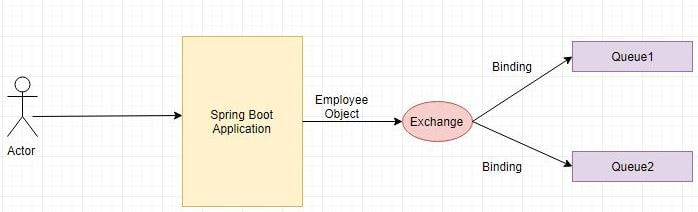 Actor
Spring Boot
Application
Employee
Object
Exchange
Binding
Queue1
Binding
Queue2